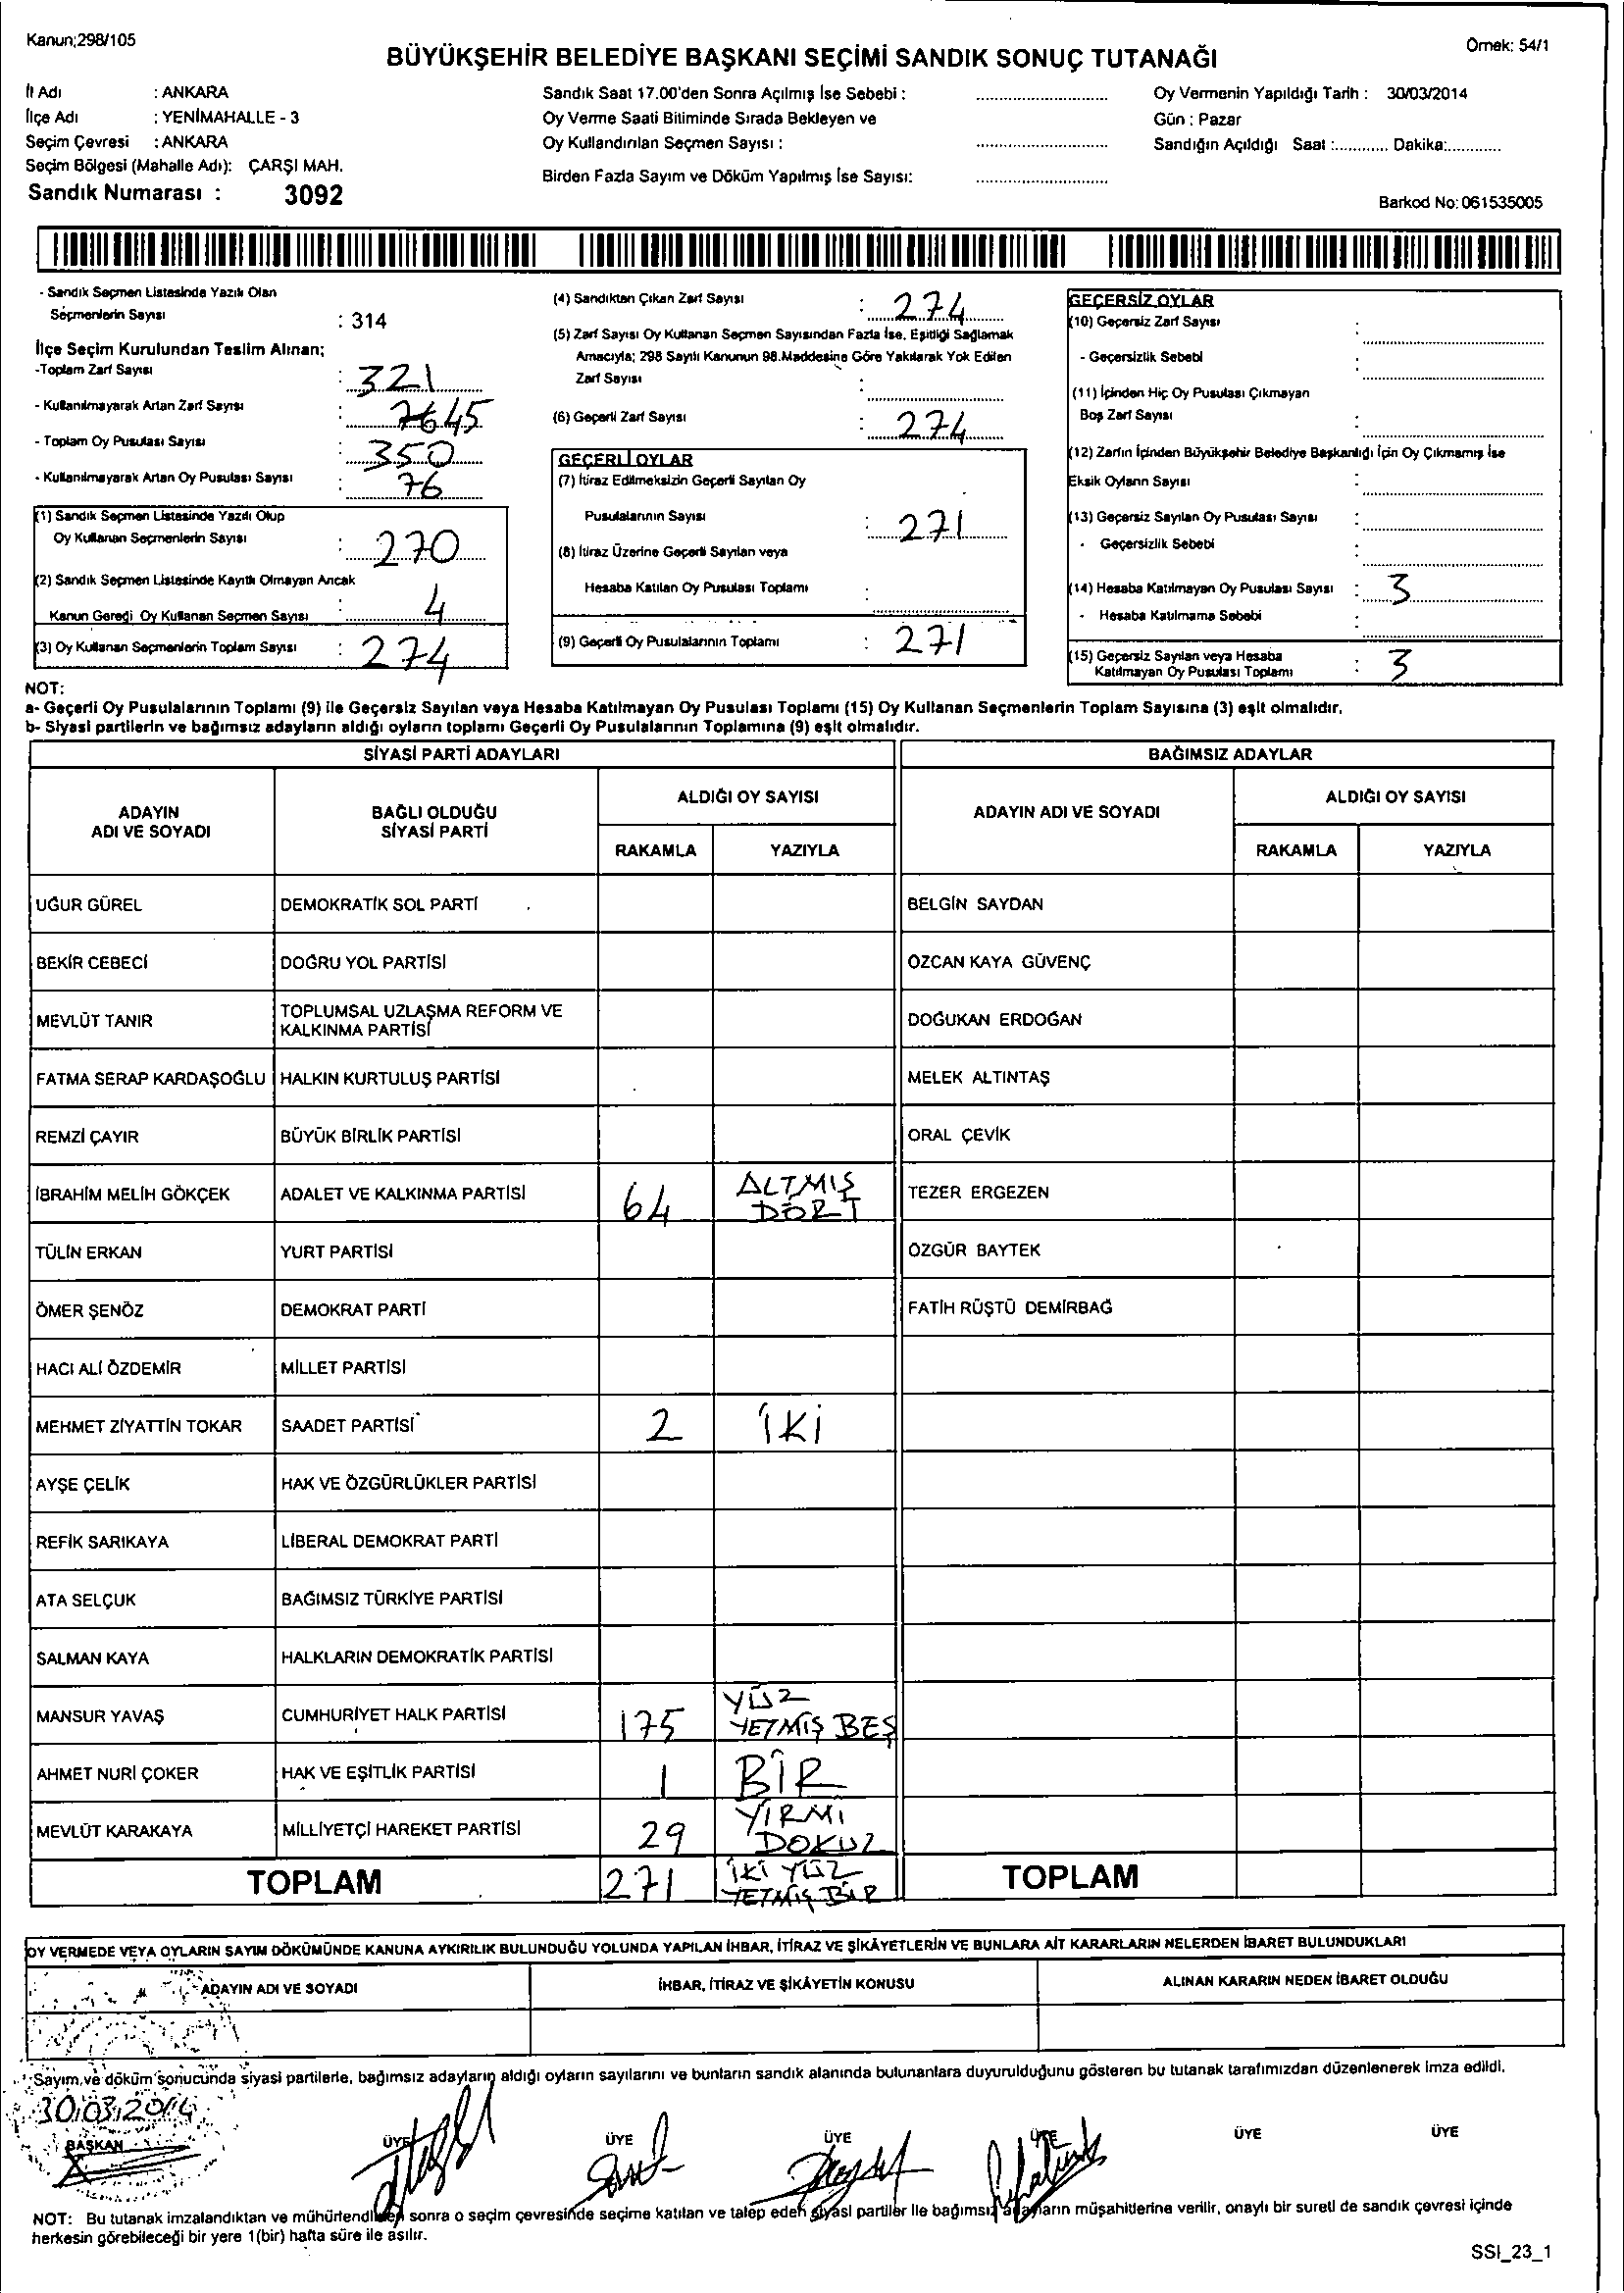 Kanun;298/105
Örnek: 54/1
BÜYÜKŞEHİR BELEDİYE BAŞKANI SEÇİMİ SANDIK SONUÇ TUTANAĞI
İl Adı : ANKARA
İlçe Adı : YENİMAHALLE - 3
Seçim Çevresi : ANKARA
Seçim Bölgesi (Mahalle Adı): ÇARŞI MAH.
Sandık Numarası : 3092
Sandık Saat 17.00'den Sonra Açılmış İse Sebebi :
Oy Verme Saati Bitiminde Sırada Bekleyen ve
Oy Kullandırılan Seçmen Sayısı :
Birden Fazla Sayım ve Döküm Yapılmış İse Sayısı:
Oy Vermenin Yapıldığı Tarih : 30/03/2014
Gün : Pazar
Sandığın Açıldığı Saat :............ Dakika:............
Barkod No: 061535005
- Sandık Seçmen Listesinde Yazılı Olan
Seçmenlerin Sayısı : 314
İlçe Seçim Kurulundan Teslim Alınan;
-Toplam Zarf Sayısı : 321
- Kullanılmayarak Artan Zarf Sayısı : 45
- Toplam Oy Pusulası Sayısı : 350
- Kullanılmayarak Artan Oy Pusulası Sayısı : 76
(1) Sandık Seçmen Listesinde Yazılı Olup
Oy Kullanan Seçmenlerin Sayısı : 270
(2) Sandık Seçmen Listesinde Kayıtlı Olmayan Ancak
Kanun Gereği Oy Kullanan Seçmen Sayısı : 4
(3) Oy Kullanan Seçmenlerin Toplam Sayısı : 274
(4) Sandıktan Çıkan Zarf Sayısı : 274
(5) Zarf Sayısı Oy Kullanan Seçmen Sayısından Fazla İse, Eşitliği Sağlamak
Amacıyla; 298 Sayılı Kanunun 98.Maddesine Göre Yakılarak Yok Edilen
Zarf Sayısı :
(6) Geçerli Zarf Sayısı : 274
GEÇERLİ OYLAR
(7) İtiraz Edilmeksizin Geçerli Sayılan Oy
Pusulalarının Sayısı : 271
(8) İtiraz Üzerine Geçerli Sayılan veya
Hesaba Katılan Oy Pusulası Toplamı :
(9) Geçerli Oy Pusulalarının Toplamı : 271
GEÇERSİZ OYLAR
(10) Geçersiz Zarf Sayısı :
- Geçersizlik Sebebi :
(11) İçinden Hiç Oy Pusulası Çıkmayan
Boş Zarf Sayısı :
(12) Zarfın İçinden Büyükşehir Belediye Başkanlığı İçin Oy Çıkmamış İse
Eksik Oyların Sayısı :
(13) Geçersiz Sayılan Oy Pusulası Sayısı :
- Geçersizlik Sebebi :
(14) Hesaba Katılmayan Oy Pusulası Sayısı : 3
- Hesaba Katılmama Sebebi :
(15) Geçersiz Sayılan veya Hesaba
Katılmayan Oy Pusulası Toplamı : 3
NOT:
a- Geçerli Oy Pusulalarının Toplamı (9) ile Geçersiz Sayılan veya Hesaba Katılmayan Oy Pusulası Toplamı (15) Oy Kullanan Seçmenlerin Toplam Sayısına (3) eşit olmalıdır.
b- Siyasi partilerin ve bağımsız adayların aldığı oyların toplamı Geçerli Oy Pusulalarının Toplamına (9) eşit olmalıdır.
SİYASİ PARTİ ADAYLARI BAĞIMSIZ ADAYLAR
ADAYIN ADI VE SOYADI BAĞLI OLDUĞU SİYASİ PARTİ ALDIĞI OY SAYISI ADAYIN ADI VE SOYADI ALDIĞI OY SAYISI
RAKAMLA YAZIYLA RAKAMLA YAZIYLA
UĞUR GÜREL DEMOKRATİK SOL PARTİ BELGİN SAYDAN
BEKİR CEBECİ DOĞRU YOL PARTİSİ ÖZCAN KAYA GÜVENÇ
MEVLÜT TANIR TOPLUMSAL UZLAŞMA REFORM VE KALKINMA PARTİSİ DOĞUKAN ERDOĞAN
FATMA SERAP KARDAŞOĞLU HALKIN KURTULUŞ PARTİSİ MELEK ALTINTAŞ
REMZİ ÇAYIR BÜYÜK BİRLİK PARTİSİ ORAL ÇEVİK
İBRAHİM MELİH GÖKÇEK ADALET VE KALKINMA PARTİSİ 64 ALTMIŞ DÖRT TEZER ERGEZEN
TÜLİN ERKAN YURT PARTİSİ ÖZGÜR BAYTEK
ÖMER ŞENÖZ DEMOKRAT PARTİ FATİH RÜŞTÜ DEMİRBAĞ
HACI ALİ ÖZDEMİR MİLLET PARTİSİ
MEHMET ZİYATTİN TOKAR SAADET PARTİSİ 2 İKİ
AYŞE ÇELİK HAK VE ÖZGÜRLÜKLER PARTİSİ
REFİK SARIKAYA LİBERAL DEMOKRAT PARTİ
ATA SELÇUK BAĞIMSIZ TÜRKİYE PARTİSİ
SALMAN KAYA HALKLARIN DEMOKRATİK PARTİSİ
MANSUR YAVAŞ CUMHURİYET HALK PARTİSİ 175 YÜZ YETMİŞ BEŞ
AHMET NURİ ÇOKER HAK VE EŞİTLİK PARTİSİ 1 BİR
MEVLÜT KARAKAYA MİLLİYETÇİ HAREKET PARTİSİ 29 YİRMİ DOKUZ
TOPLAM 271 İKİ YÜZ YETMİŞ BİR TOPLAM
OY VERMEDE VEYA OYLARIN SAYIM DÖKÜMÜNDE KANUNA AYKIRILIK BULUNDUĞU YOLUNDA YAPILAN İHBAR, İTİRAZ VE ŞİKÂYETLERİN VE BUNLARA AİT KARARLARIN NELERDEN İBARET BULUNDUKLARI
ADAYIN ADI VE SOYADI İHBAR, İTİRAZ VE ŞİKÂYETİN KONUSU ALINAN KARARIN NEDEN İBARET OLDUĞU
Sayım ve döküm sonucunda siyasi partilerle, bağımsız adayların aldığı oyların sayılarını ve bunların sandık alanında bulunanlara duyurulduğunu gösteren bu tutanak tarafımızdan düzenlenerek imza edildi.
30.03.2014
BAŞKAN ÜYE ÜYE ÜYE ÜYE ÜYE ÜYE
NOT: Bu tutanak imzalandıktan ve mühürlendikten sonra o seçim çevresinde seçime katılan ve talep eden siyasi partiler ile bağımsız adayların müşahitlerine verilir, onaylı bir sureti de sandık çevresi içinde
herkesin görebileceği bir yere 1(bir) hafta süre ile asılır.
SSI_23_1